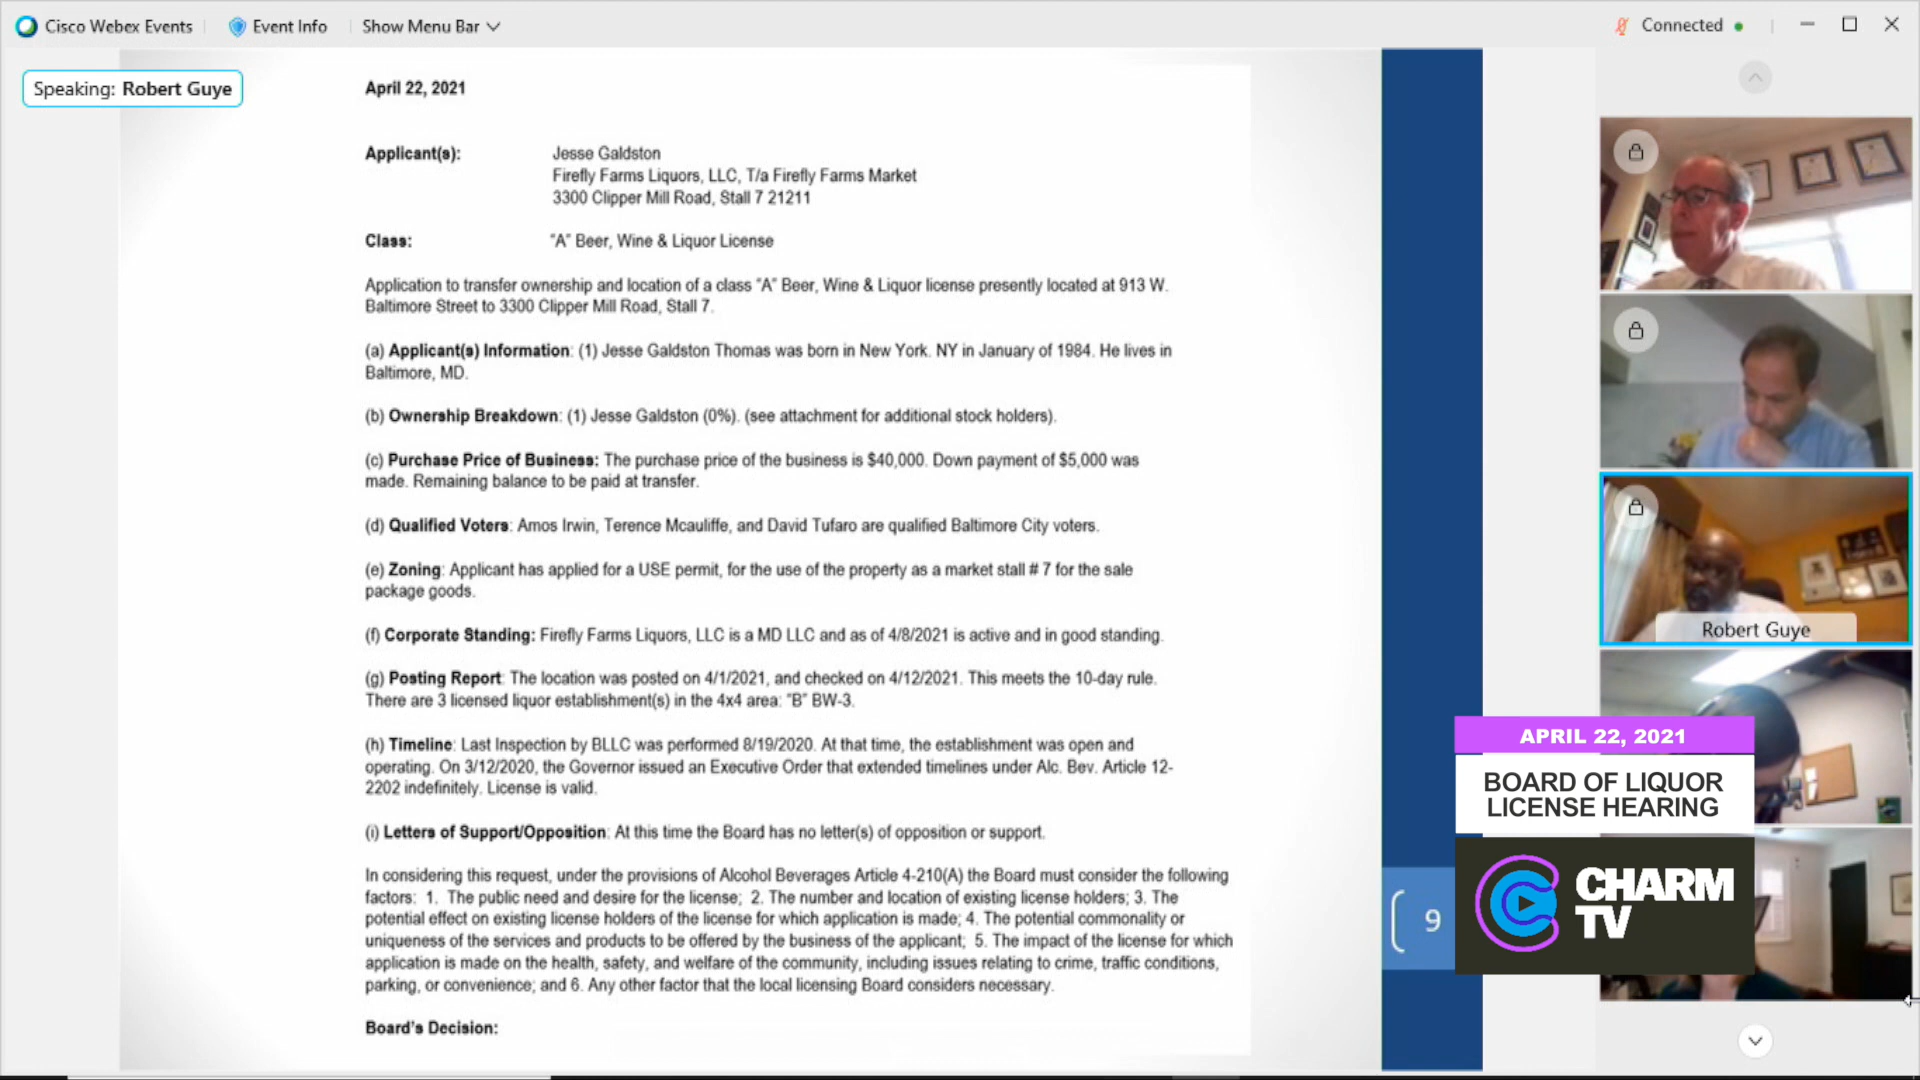 Cisco Webex Events
Event Info
Show Menu Bar
Connected
Speaking: Robert Guye
April 22, 2021
Applicant(s):
Jesse Galdston
Firefly Farms Liquors, LLC, T/a Firefly Farms Market
3300 Clipper Mill Road, Stall 7 21211
Class:
"A" Beer, Wine & Liquor License
Application to transfer ownership and location of a class "A" Beer, Wine & Liquor license presently located at 913 W.
Baltimore Street to 3300 Clipper Mill Road, Stall 7.
(a) Applicant(s) Information: (1) Jesse Galdston Thomas was born in New York. NY in January of 1984. He lives in
Baltimore, MD.
(b) Ownership Breakdown: (1) Jesse Galdston (0%). (see attachment for additional stock holders).
(c) Purchase Price of Business: The purchase price of the business is $40,000. Down payment of $5,000 was
made. Remaining balance to be paid at transfer.
(d) Qualified Voters: Amos Irwin, Terence Mcauliffe, and David Tufaro are qualified Baltimore City voters.
(e) Zoning: Applicant has applied for a USE permit, for the use of the property as a market stall # 7 for the sale
package goods.
(f) Corporate Standing: Firefly Farms Liquors, LLC is a MD LLC and as of 4/8/2021 is active and in good standing.
(g) Posting Report: The location was posted on 4/1/2021, and checked on 4/12/2021. This meets the 10-day rule.
There are 3 licensed liquor establishment(s) in the 4x4 area: "B" BW-3.
(h) Timeline: Last Inspection by BLLC was performed 8/19/2020. At that time, the establishment was open and
operating. On 3/12/2020, the Governor issued an Executive Order that extended timelines under Alc. Bev. Article 12-
2202 indefinitely. License is valid.
(i) Letters of Support/Opposition: At this time the Board has no letter(s) of opposition or support.
In considering this request, under the provisions of Alcohol Beverages Article 4-210(A) the Board must consider the following
factors: 1. The public need and desire for the license; 2. The number and location of existing license holders; 3. The
potential effect on existing license holders of the license for which application is made; 4. The potential commonality or
uniqueness of the services and products to be offered by the business of the applicant; 5. The impact of the license for which
application is made on the health, safety, and welfare of the community, including issues relating to crime, traffic conditions,
parking, or convenience; and 6. Any other factor that the local licensing Board considers necessary.
Board's Decision:
9
Robert Guye
APRIL 22, 2021
BOARD OF LIQUOR
LICENSE HEARING
CHARM
TV